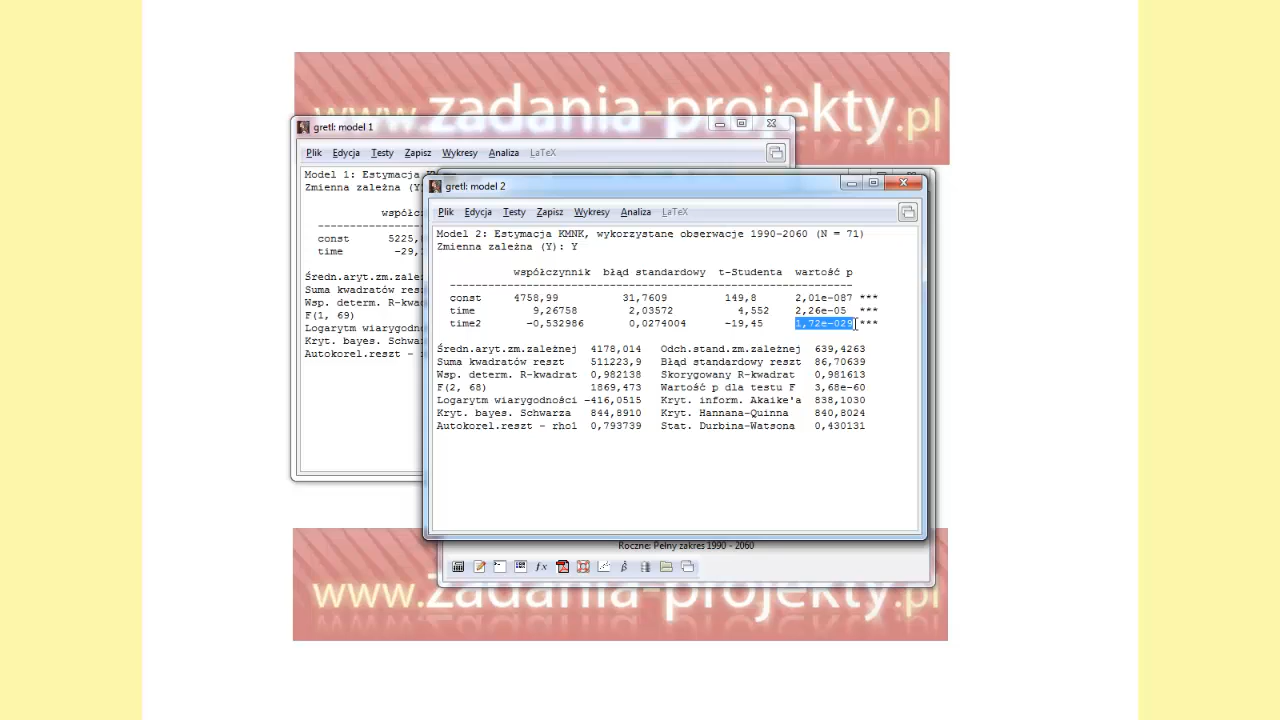 www.zadania-projekty.pl
gretl: model 1
Plik Edycja Testy Zapisz Wykresy Analiza LaTeX
Model 1: Estymacja K
Zmienna zależna (Y
współc
const 5225,
time -29,
Średn.aryt.zm.zależ
Suma kwadratów resz
Wsp. determ. R-kwa
F(1, 69)
Logarytm wiarygodn
Kryt. bayes. Schwa
Autokorel.reszt -
gretl: model 2
Plik Edycja Testy Zapisz Wykresy Analiza LaTeX
Model 2: Estymacja KMNK, wykorzystane obserwacje 1990-2060 (N = 71)
Zmienna zależna (Y): Y
współczynnik błąd standardowy t-Studenta wartość p
const 4758,99 31,7609 149,8 2,01e-087 ***
time 9,26758 2,03572 4,552 2,26e-05 ***
time2 -0,532986 0,0274004 -19,45 1,72e-029 ***
Średn.aryt.zm.zależnej 4178,014 Odch.stand.zm.zależnej 639,4263
Suma kwadratów reszt 511223,9 Błąd standardowy reszt 86,70639
Wsp. determ. R-kwadrat 0,982138 Skorygowany R-kwadrat 0,981613
F(2, 68) 1869,473 Wartość p dla testu F 3,68e-60
Logarytm wiarygodności -416,0515 Kryt. inform. Akaike'a 838,1030
Kryt. bayes. Schwarza 844,8910 Kryt. Hannana-Quinna 840,8024
Autokorel.reszt - rho1 0,793739 Stat. Durbina-Watsona 0,430131
Roczne: Pełny zakres 1990 - 2060
www.zadania-projekty.pl